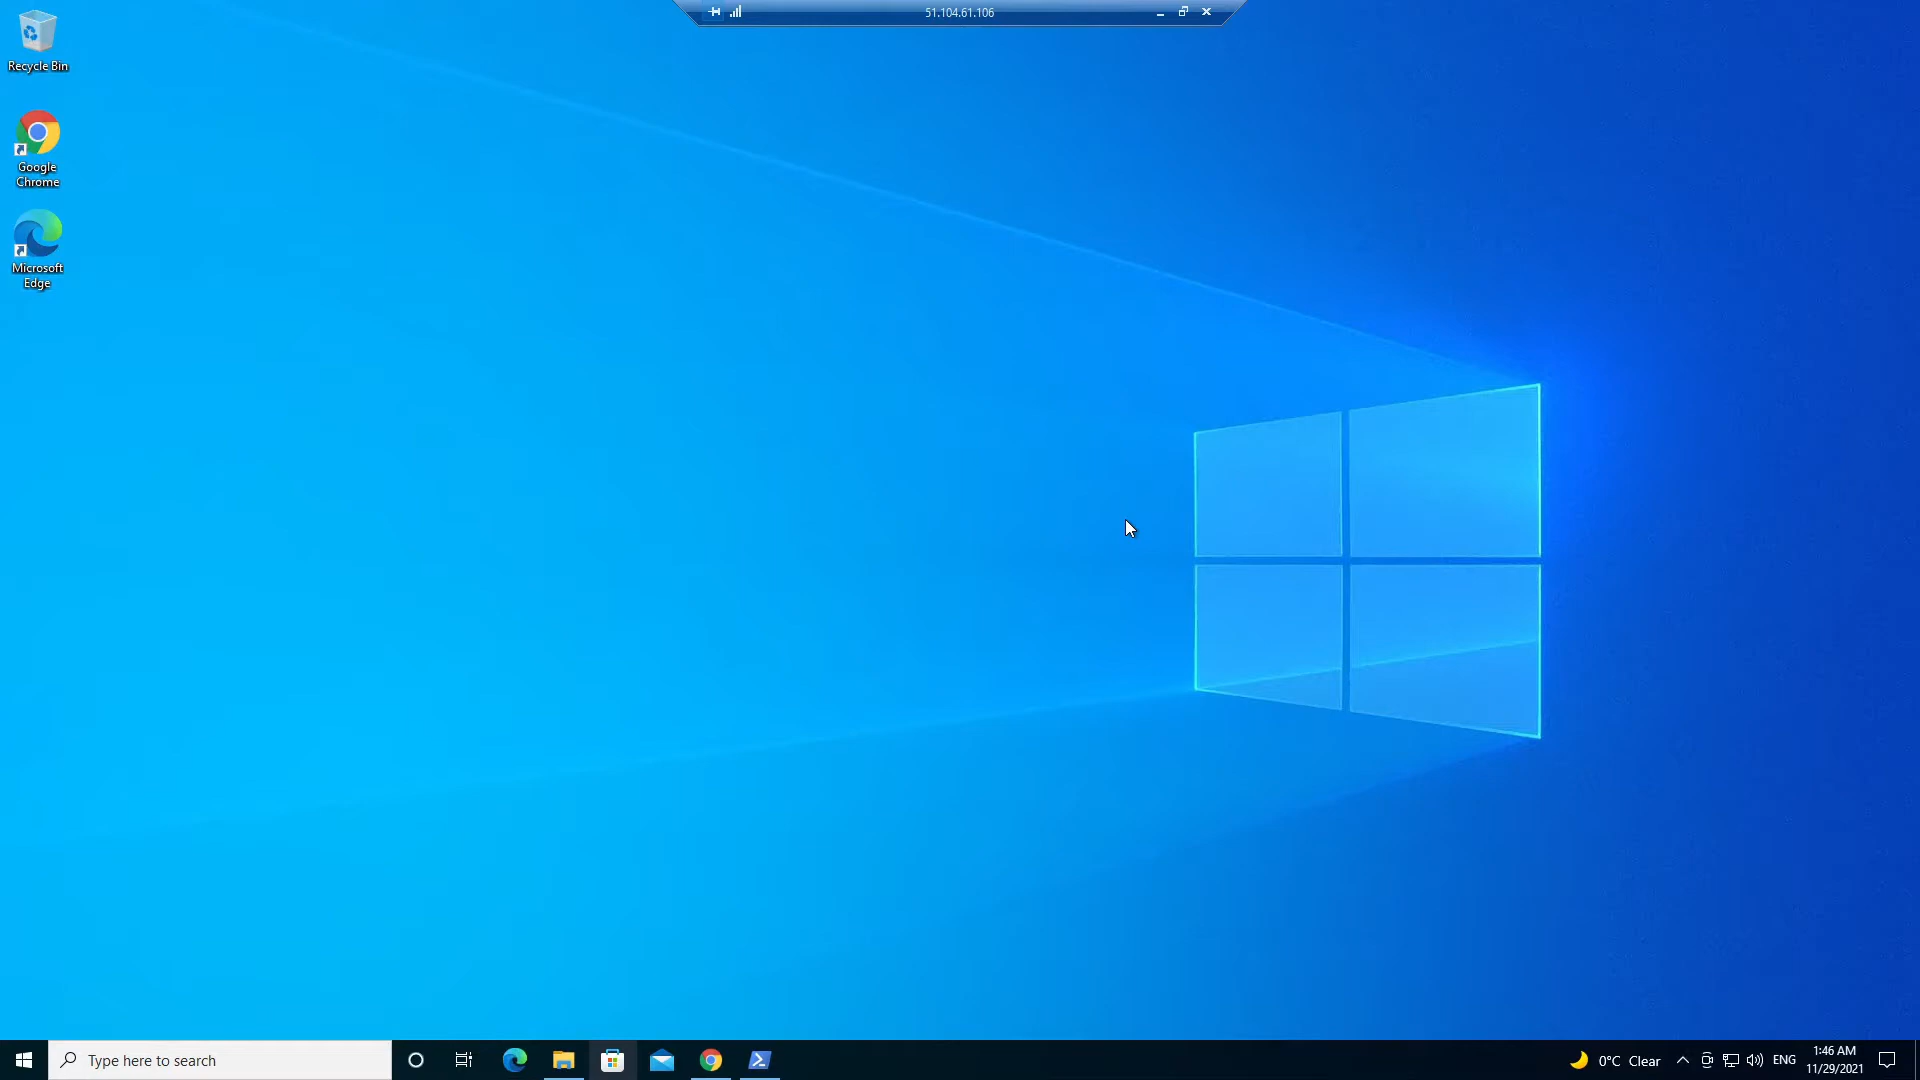 51.104.61.106
Recycle Bin
Google
Chrome
Microsoft
Edge
Type here to search
0°C Clear
ENG
1:46 AM
11/29/2021